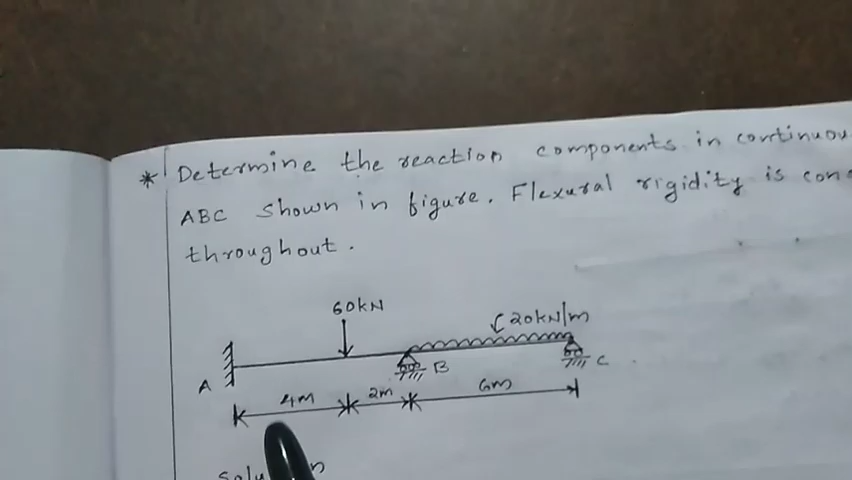 * Determine the reaction components in continuou
ABC shown in figure. Flexural rigidity is con
throughout.
60kN
20kN/m
A
B
C
4m
2m
6m
Solu n